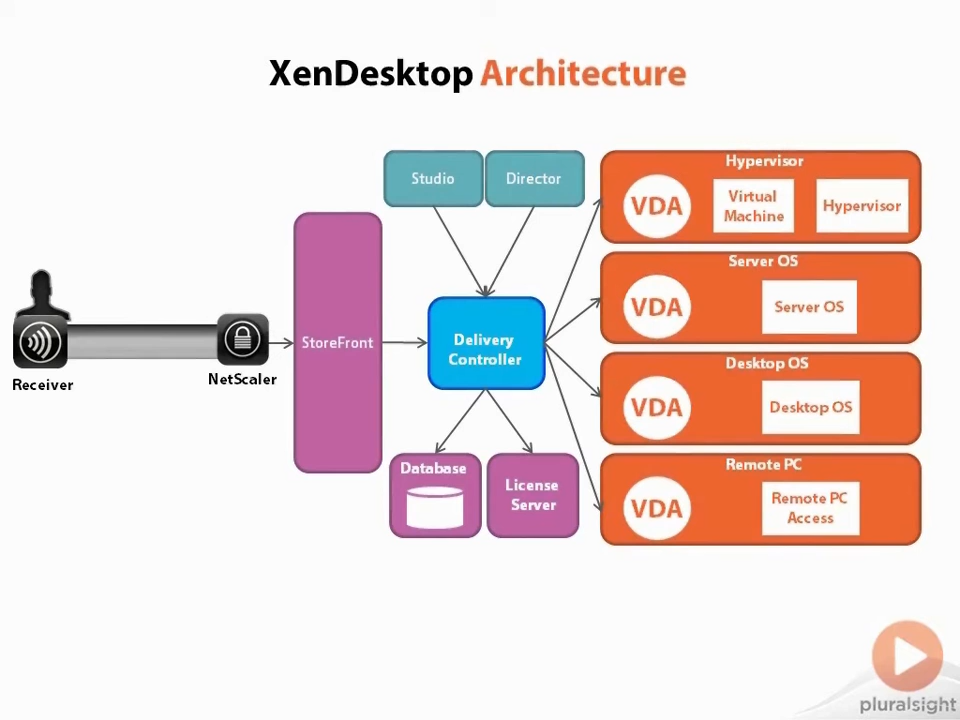 XenDesktop Architecture
Studio
Director
Receiver
NetScaler
StoreFront
Delivery
Controller
Database
License
Server
Hypervisor
VDA
Virtual
Machine
Hypervisor
Server OS
VDA
Server OS
Desktop OS
VDA
Desktop OS
Remote PC
VDA
Remote PC
Access
pluralsight